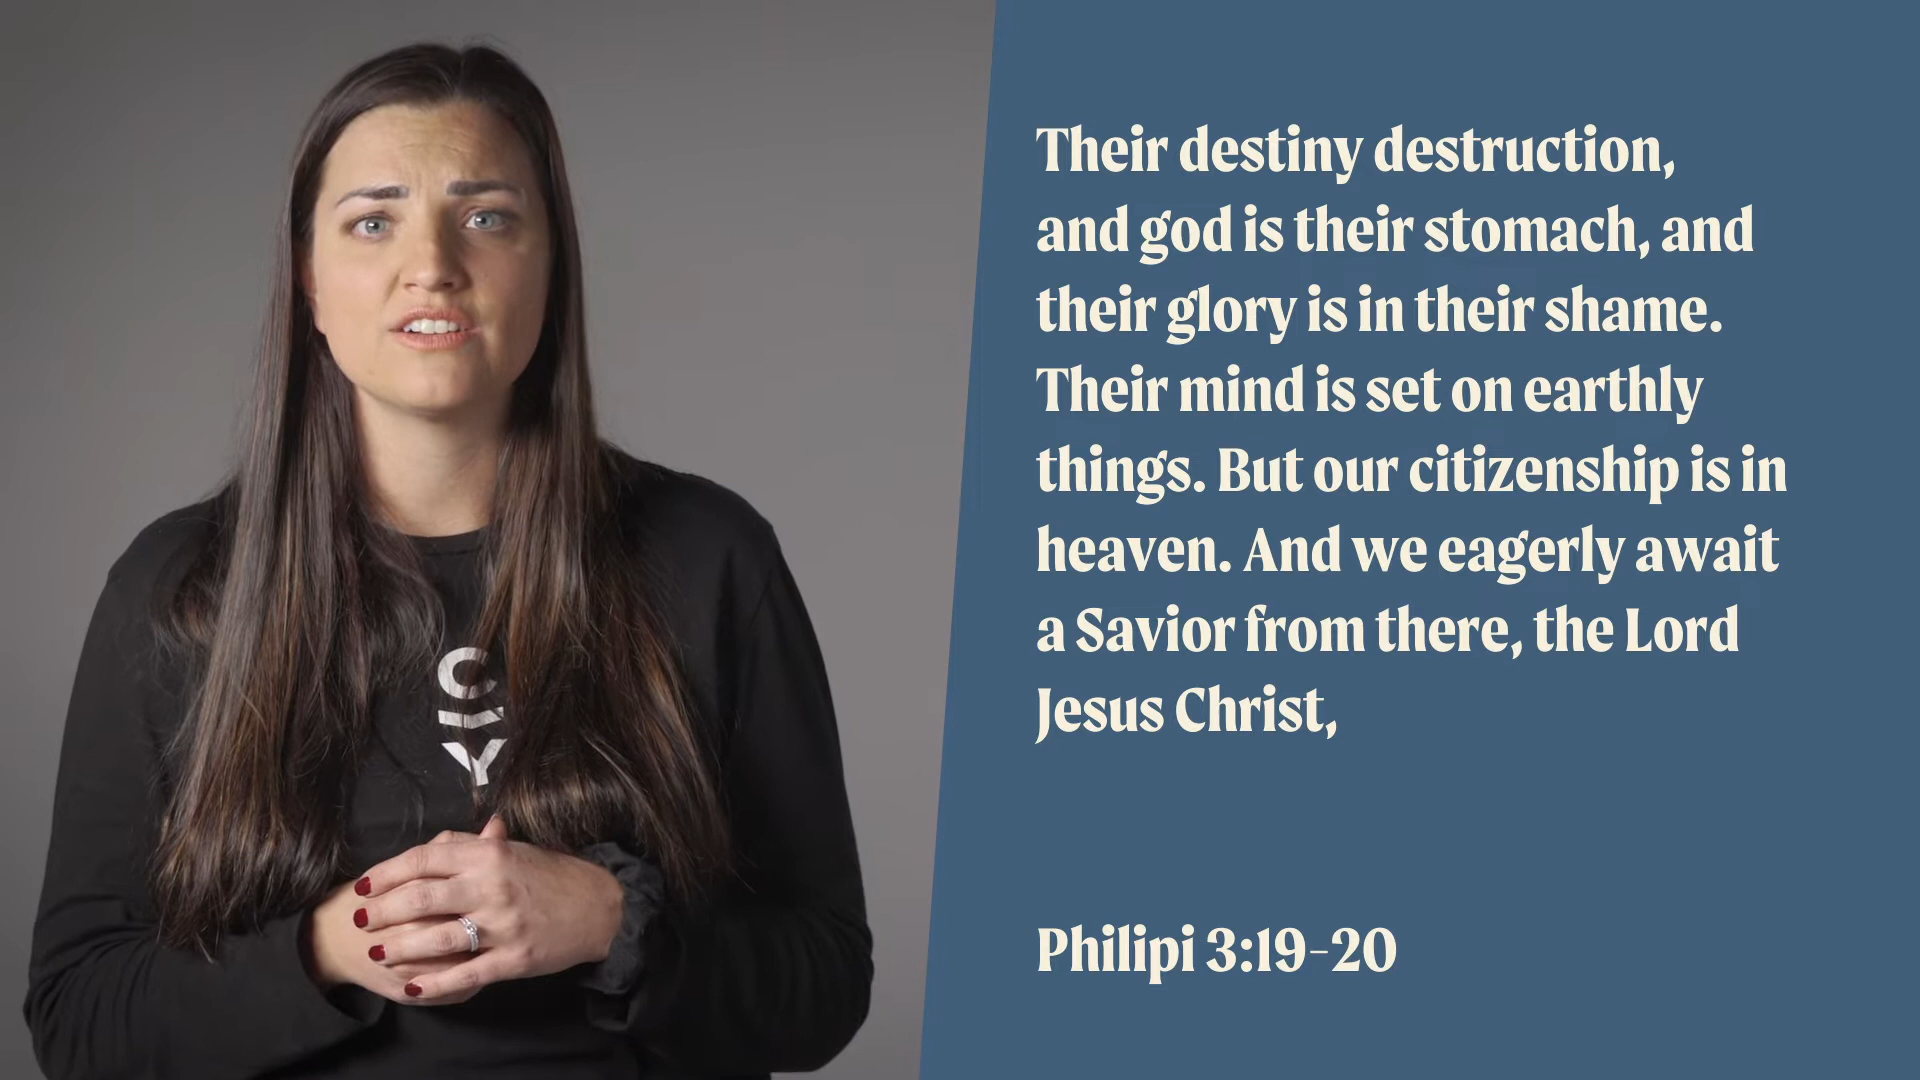 Their destiny destruction,
and god is their stomach, and
their glory is in their shame.
Their mind is set on earthly
things. But our citizenship is in
heaven. And we eagerly await
a Savior from there, the Lord
Jesus Christ,
Philipi 3:19-20
C
Y